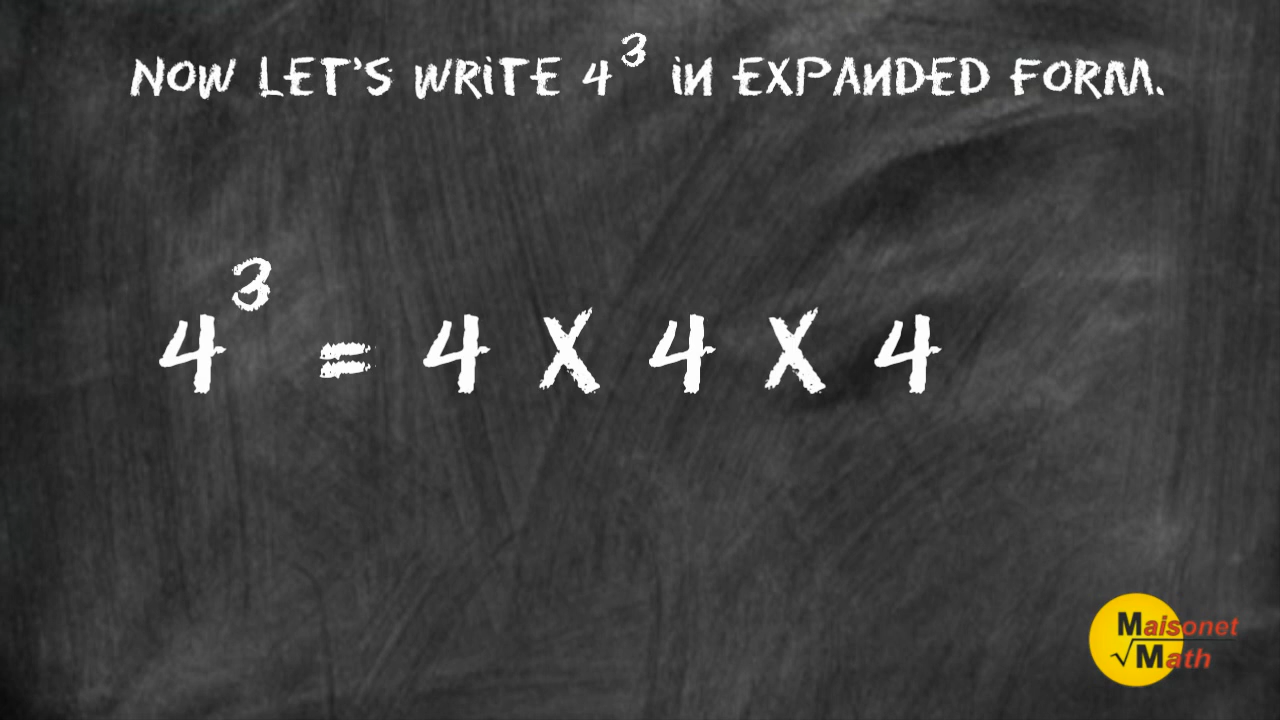 NOW LET'S WRITE 4³ IN EXPANDED FORM.
4³ = 4 X 4 X 4
Maisonet
√Math